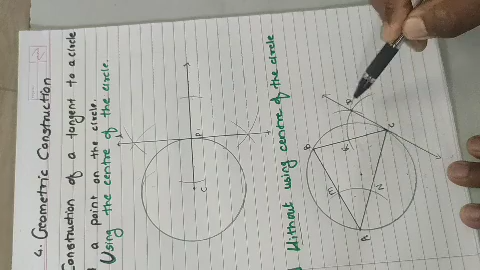 4. Geometric Construction
Construction of a tangent to a circle
a point on the circle.
Using the centre of the circle.
C
P
Without using centre of the circle
A
B
C
M
N